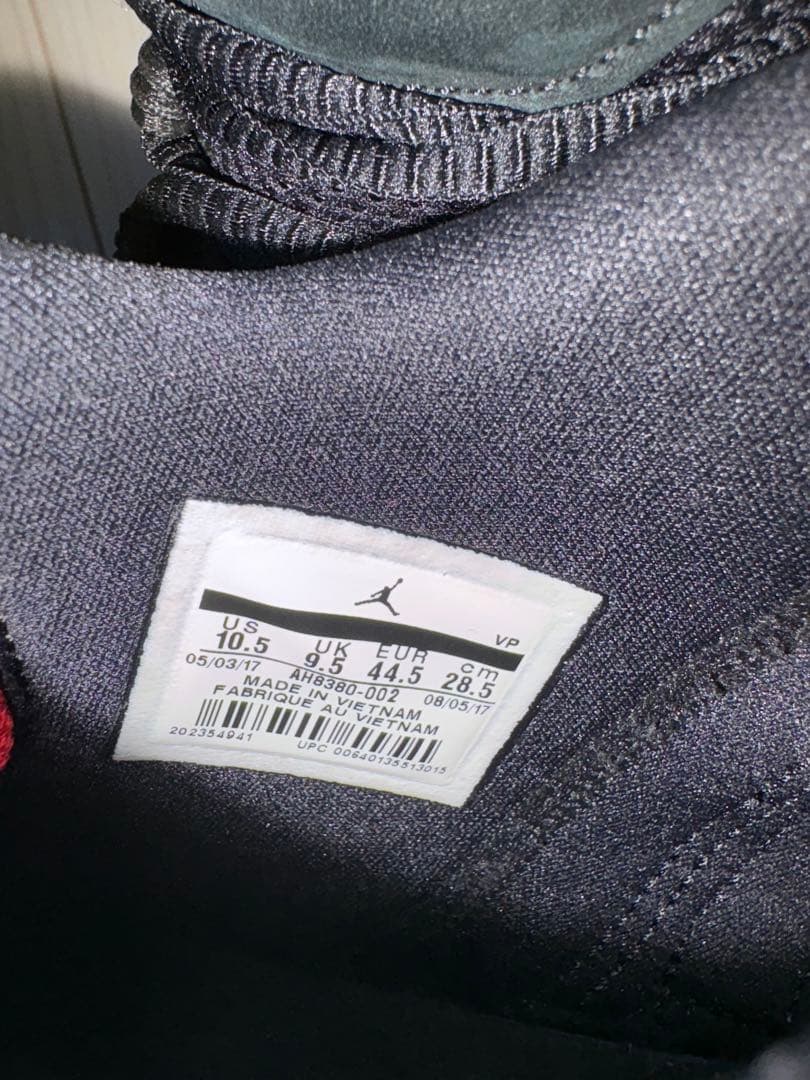 VP
US UK EUR cm
10.5 9.5 44.5 28.5
05/03/17 AH8380-002 08/05/17
MADE IN VIETNAM
FABRIQUE AU VIETNAM
202354941 UPC 00640135513015